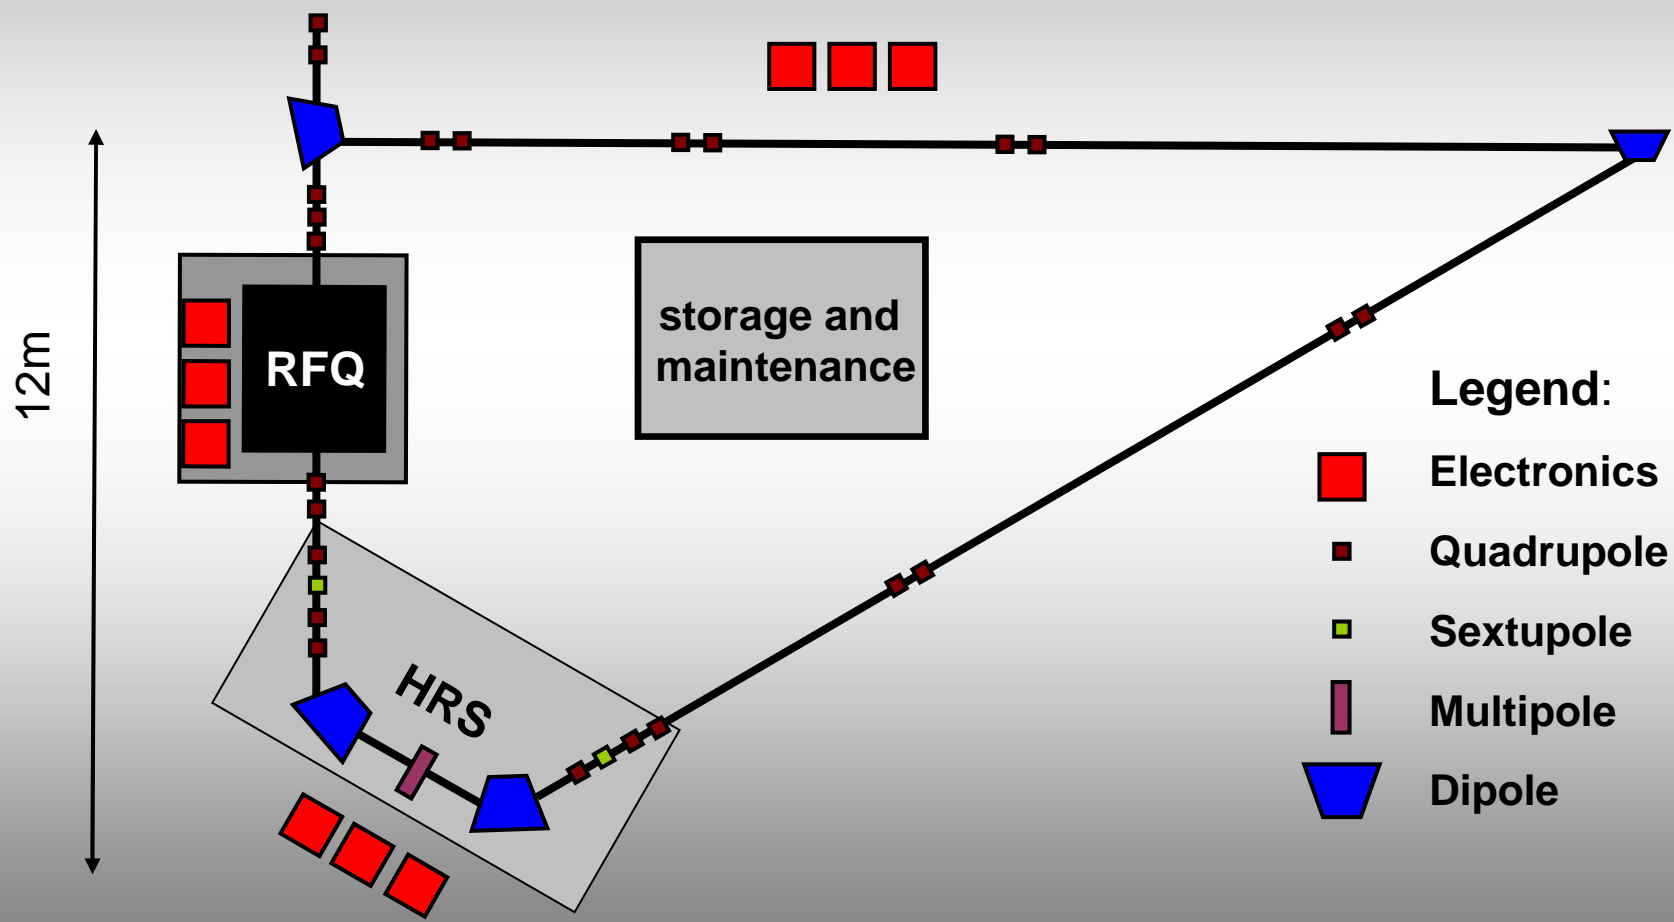 12m
RFQ
storage and
maintenance
HRS
Legend:
Electronics
Quadrupole
Sextupole
Multipole
Dipole